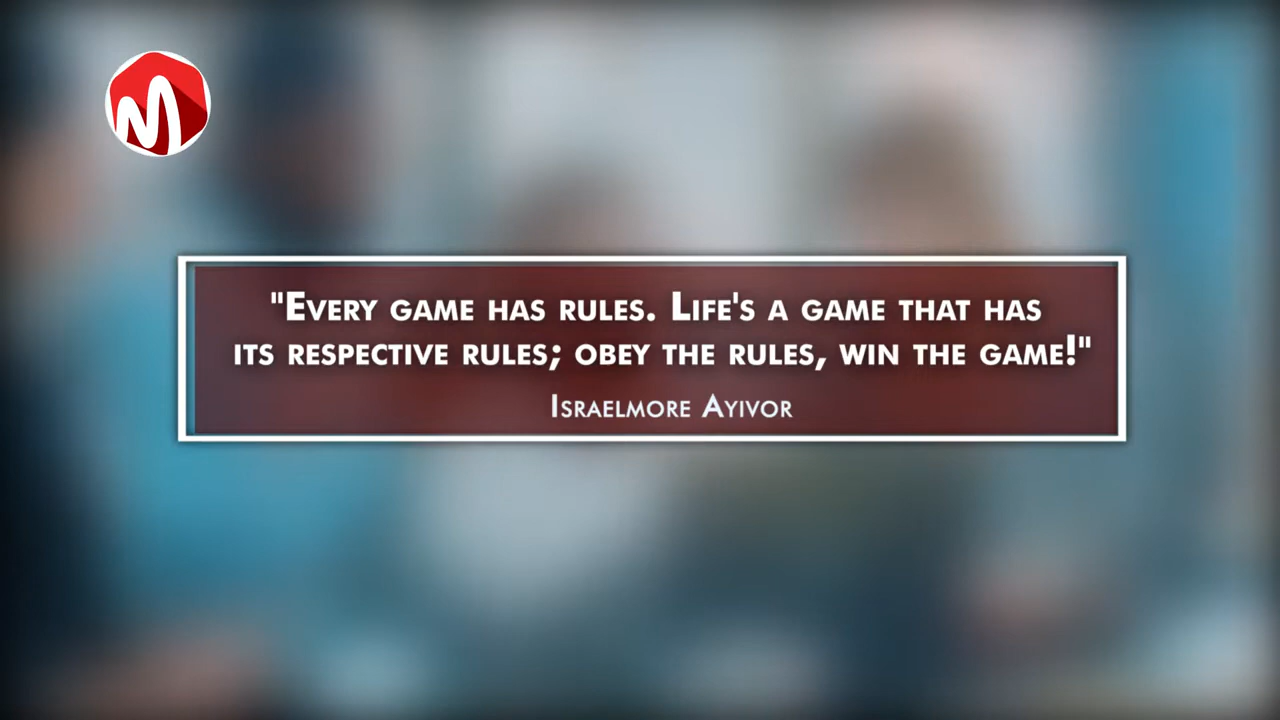 "Every game has rules. Life's a game that has
its respective rules; obey the rules, win the game!"
Israelmore Ayivor